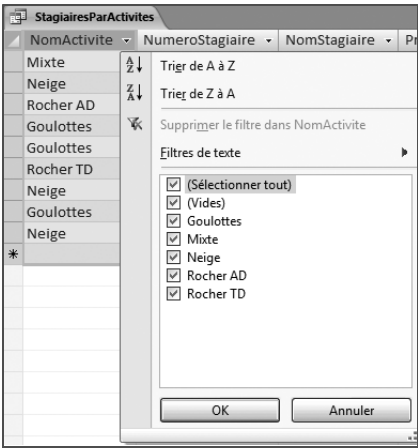 StagiairesParActivites
NomActivite NumeroStagiaire NomStagiaire Pr
Mixte
Neige
Rocher AD
Goulottes
Goulottes
Rocher TD
Neige
Goulottes
Neige
Trier de A à Z
Trier de Z à A
Supprimer le filtre dans NomActivite
Filtres de texte
(Sélectionner tout)
(Vides)
Goulottes
Mixte
Neige
Rocher AD
Rocher TD
OK Annuler